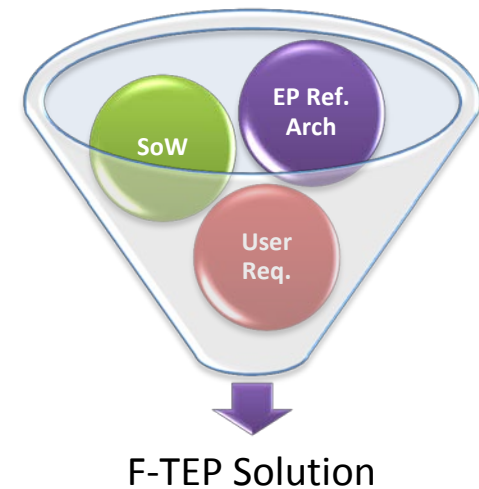 EP Ref.
Arch
SoW
User
Req.
F-TEP Solution